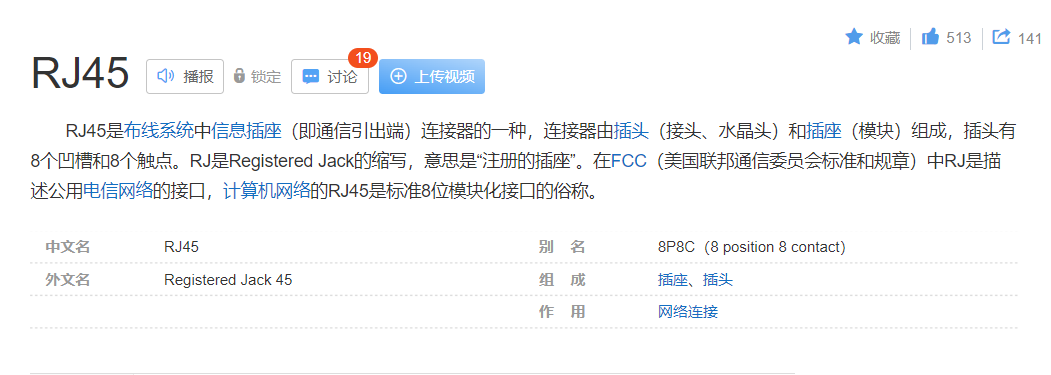 收藏 513 141
RJ45 播报 锁定 讨论 19 上传视频
RJ45是布线系统中信息插座（即通信引出端）连接器的一种，连接器由插头（接头、水晶头）和插座（模块）组成，插头有
8个凹槽和8个触点。RJ是Registered Jack的缩写，意思是“注册的插座”。在FCC（美国联邦通信委员会标准和规章）中RJ是描
述公用电信网络的接口，计算机网络的RJ45是标准8位模块化接口的俗称。
中文名 RJ45 别 名 8P8C（8 position 8 contact）
外文名 Registered Jack 45 组 成 插座、插头
作 用 网络连接